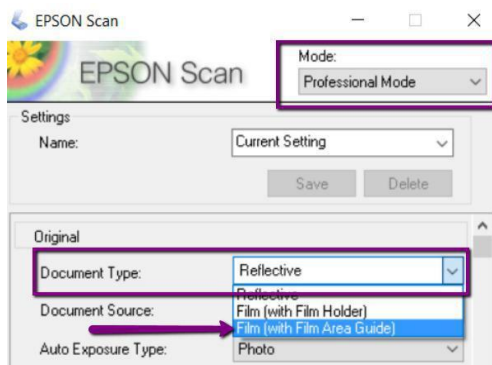 EPSON Scan
EPSON Scan
Mode:
Professional Mode
Settings
Name:
Current Setting
Save
Delete
Original
Document Type:
Reflective
Reflective
Document Source:
Film (with Film Holder)
Film (with Film Area Guide)
Auto Exposure Type:
Photo